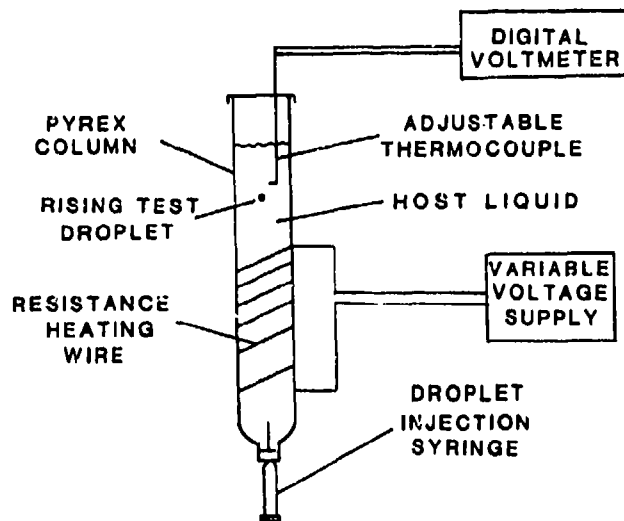 DIGITAL
VOLTMETER
PYREX
COLUMN
ADJUSTABLE
THERMOCOUPLE
RISING TEST
DROPLET
HOST LIQUID
VARIABLE
VOLTAGE
SUPPLY
RESISTANCE
HEATING
WIRE
DROPLET
INJECTION
SYRINGE